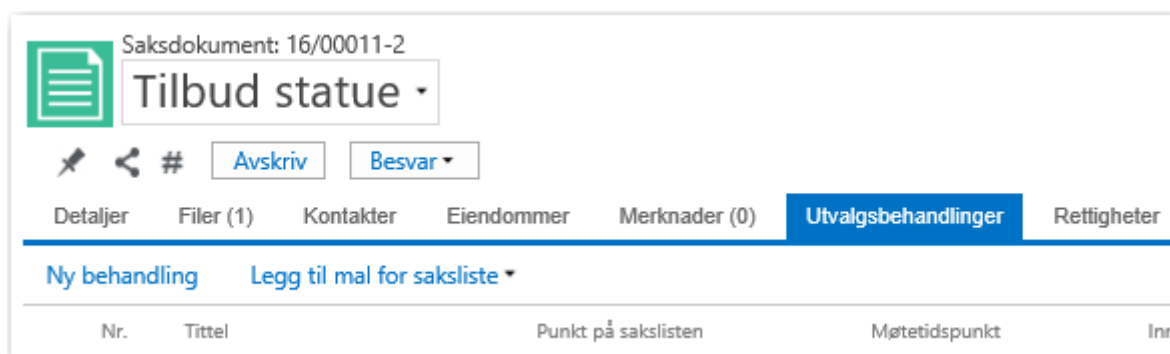 Saksdokument: 16/00011-2
Tilbud statue
# Avskriv Besvar
Detaljer Filer (1) Kontakter Eiendommer Merknader (0) Utvalgsbehandlinger Rettigheter
Ny behandling Legg til mal for saksliste
Nr. Tittel Punkt på sakslisten Møtetidspunkt